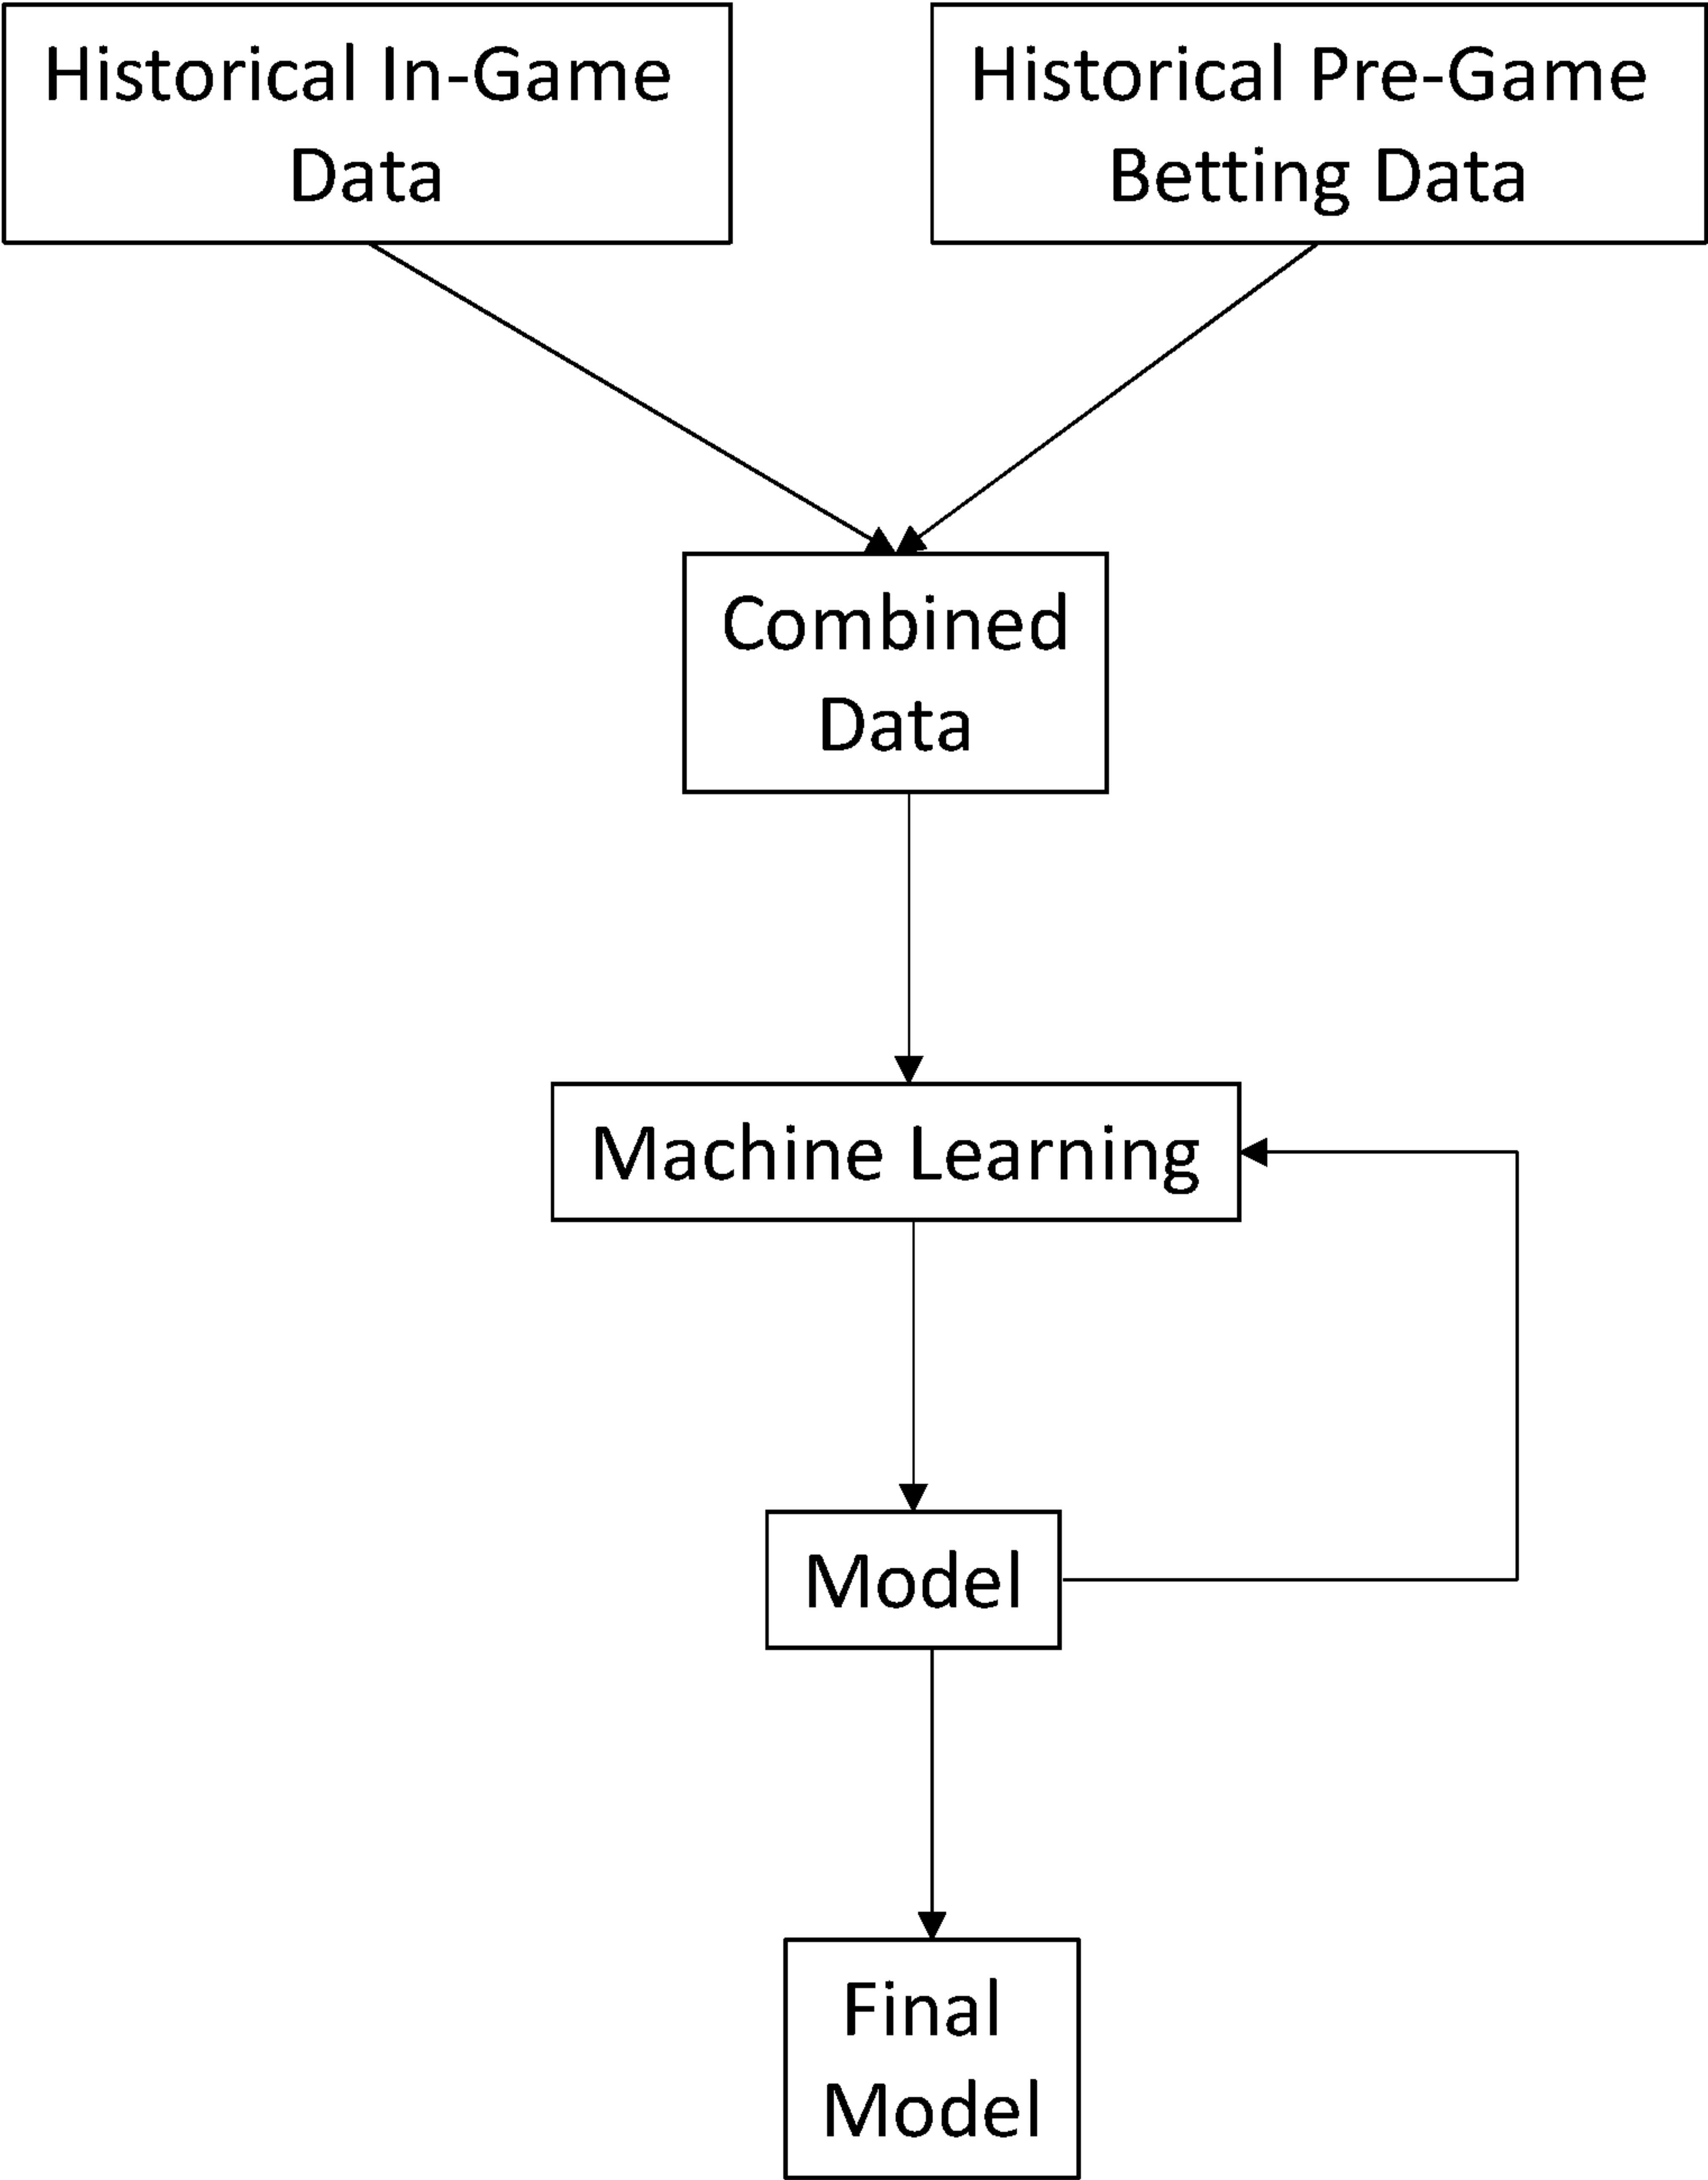 Historical In-Game
Data
Historical Pre-Game
Betting Data
Combined
Data
Machine Learning
Model
Final
Model